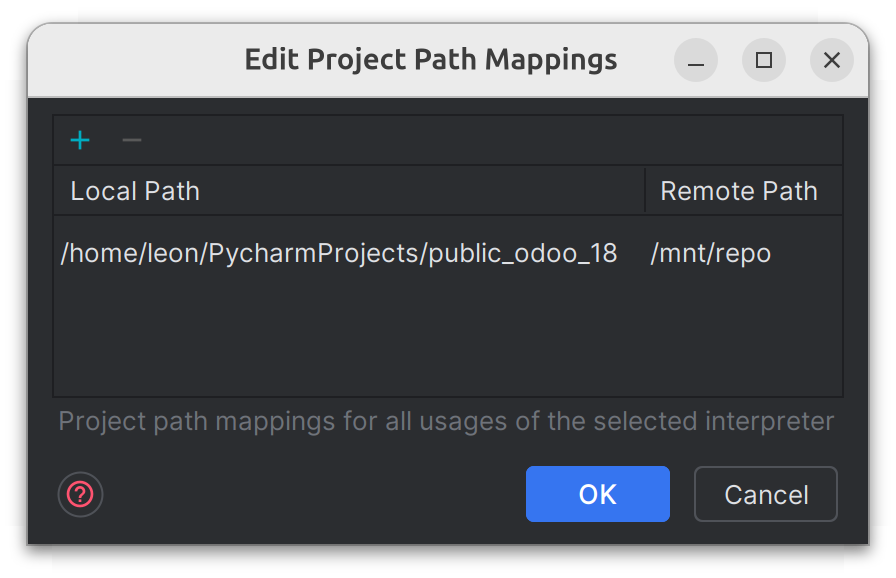 Edit Project Path Mappings
Local Path Remote Path
/home/leon/PycharmProjects/public_odoo_18 /mnt/repo
Project path mappings for all usages of the selected interpreter
? OK Cancel